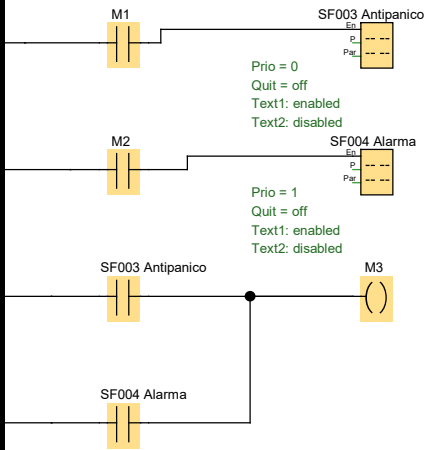 M1
SF003 Antipanico
En
P
Par
Prio = 0
Quit = off
Text1: enabled
Text2: disabled
M2
SF004 Alarma
En
P
Par
Prio = 1
Quit = off
Text1: enabled
Text2: disabled
SF003 Antipanico
M3
SF004 Alarma